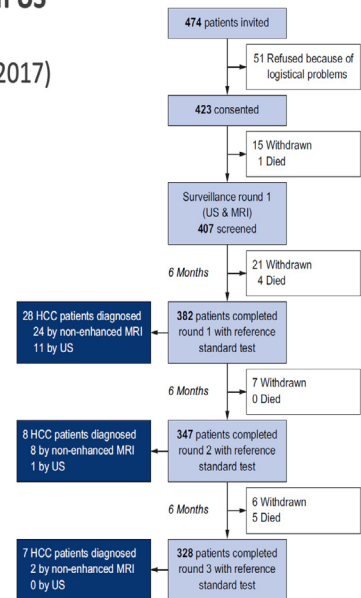 2017)
474 patients invited
51 Refused because of
logistical problems
423 consented
15 Withdrawn
1 Died
Surveillance round 1
(US & MRI)
407 screened
6 Months
21 Withdrawn
4 Died
28 HCC patients diagnosed
24 by non-enhanced MRI
11 by US
382 patients completed
round 1 with reference
standard test
6 Months
7 Withdrawn
0 Died
8 HCC patients diagnosed
8 by non-enhanced MRI
1 by US
347 patients completed
round 2 with reference
standard test
6 Months
6 Withdrawn
5 Died
7 HCC patients diagnosed
2 by non-enhanced MRI
0 by US
328 patients completed
round 3 with reference
standard test